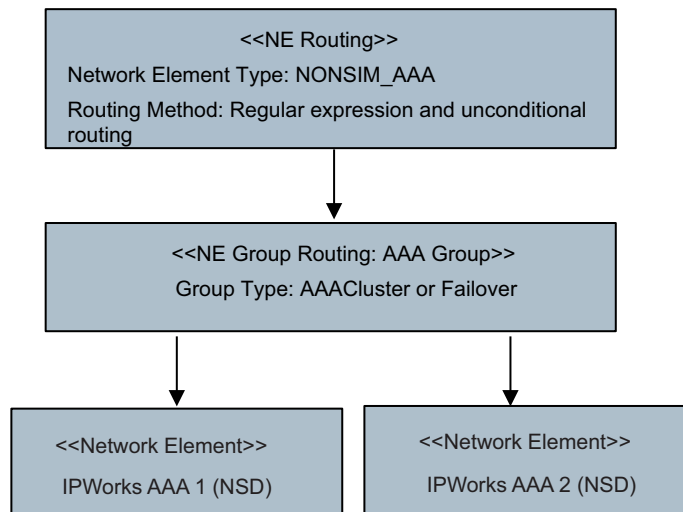 <<NE Routing>>
Network Element Type: NONSIM_AAA
Routing Method: Regular expression and unconditional
routing
<<NE Group Routing: AAA Group>>
Group Type: AAACluster or Failover
<<Network Element>>
IPWorks AAA 1 (NSD)
<<Network Element>>
IPWorks AAA 2 (NSD)